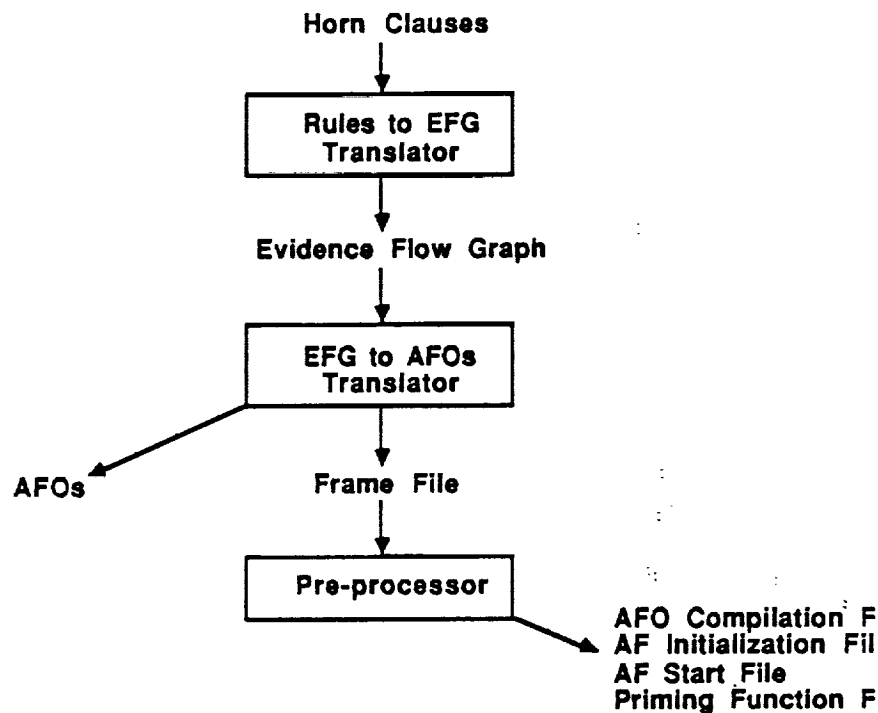 Horn Clauses
Rules to EFG
Translator
Evidence Flow Graph
EFG to AFOs
Translator
AFOs
Frame File
Pre-processor
AFO Compilation F
AF Initialization Fil
AF Start File
Priming Function F